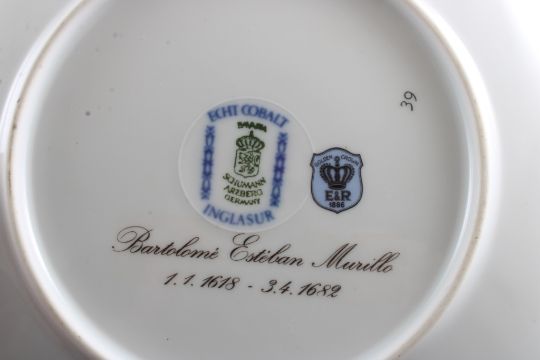 39
ECHT COBALT
BAVARIA
SCHUMANN
ARZBERG
GERMANY
INGLASUR
GOLDEN CROWN
E&R
1886
Bartolomé Estéban Murillo
1.1.1618 - 3.4.1682